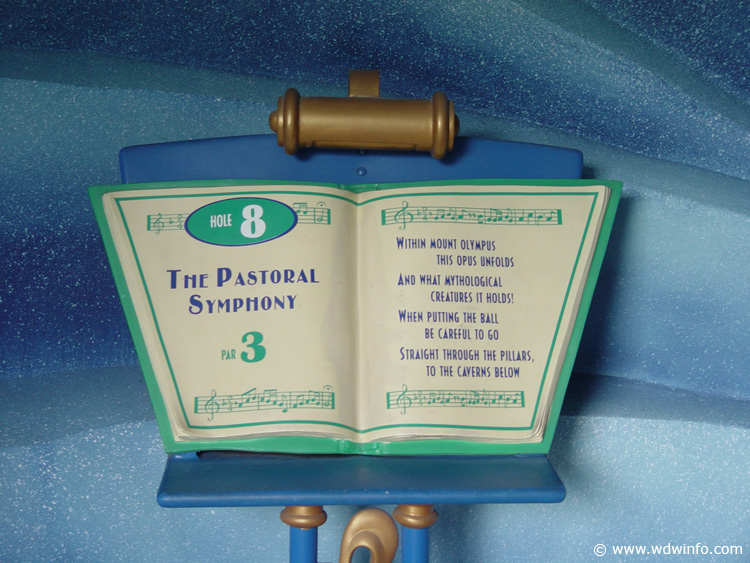 HOLE 8
THE PASTORAL
SYMPHONY
PAR 3
WITHIN MOUNT OLYMPUS
THIS OPUS UNFOLDS
AND WHAT MYTHOLOGICAL
CREATURES IT HOLDS!
WHEN PUTTING THE BALL
BE CAREFUL TO GO
STRAIGHT THROUGH THE PILLARS,
TO THE CAVERNS BELOW
© www.wdwinfo.com